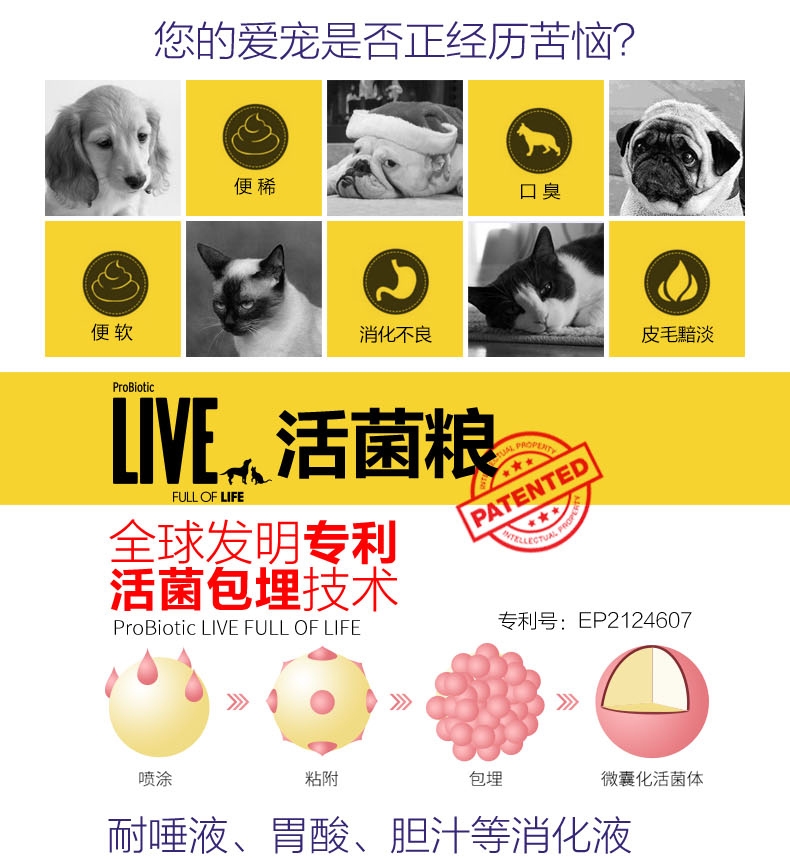 您的爱宠是否正经历苦恼?
便稀
口臭
便软
消化不良
皮毛黯淡
ProBiotic
LIVE 活菌粮
FULL OF LIFE
INTELLECTUAL PROPERTY
PATENTED
INTELLECTUAL PROPERTY
全球发明专利
活菌包埋技术
ProBiotic LIVE FULL OF LIFE
专利号：EP2124607
喷涂
粘附
包埋
微囊化活菌体
耐唾液、胃酸、胆汁等消化液